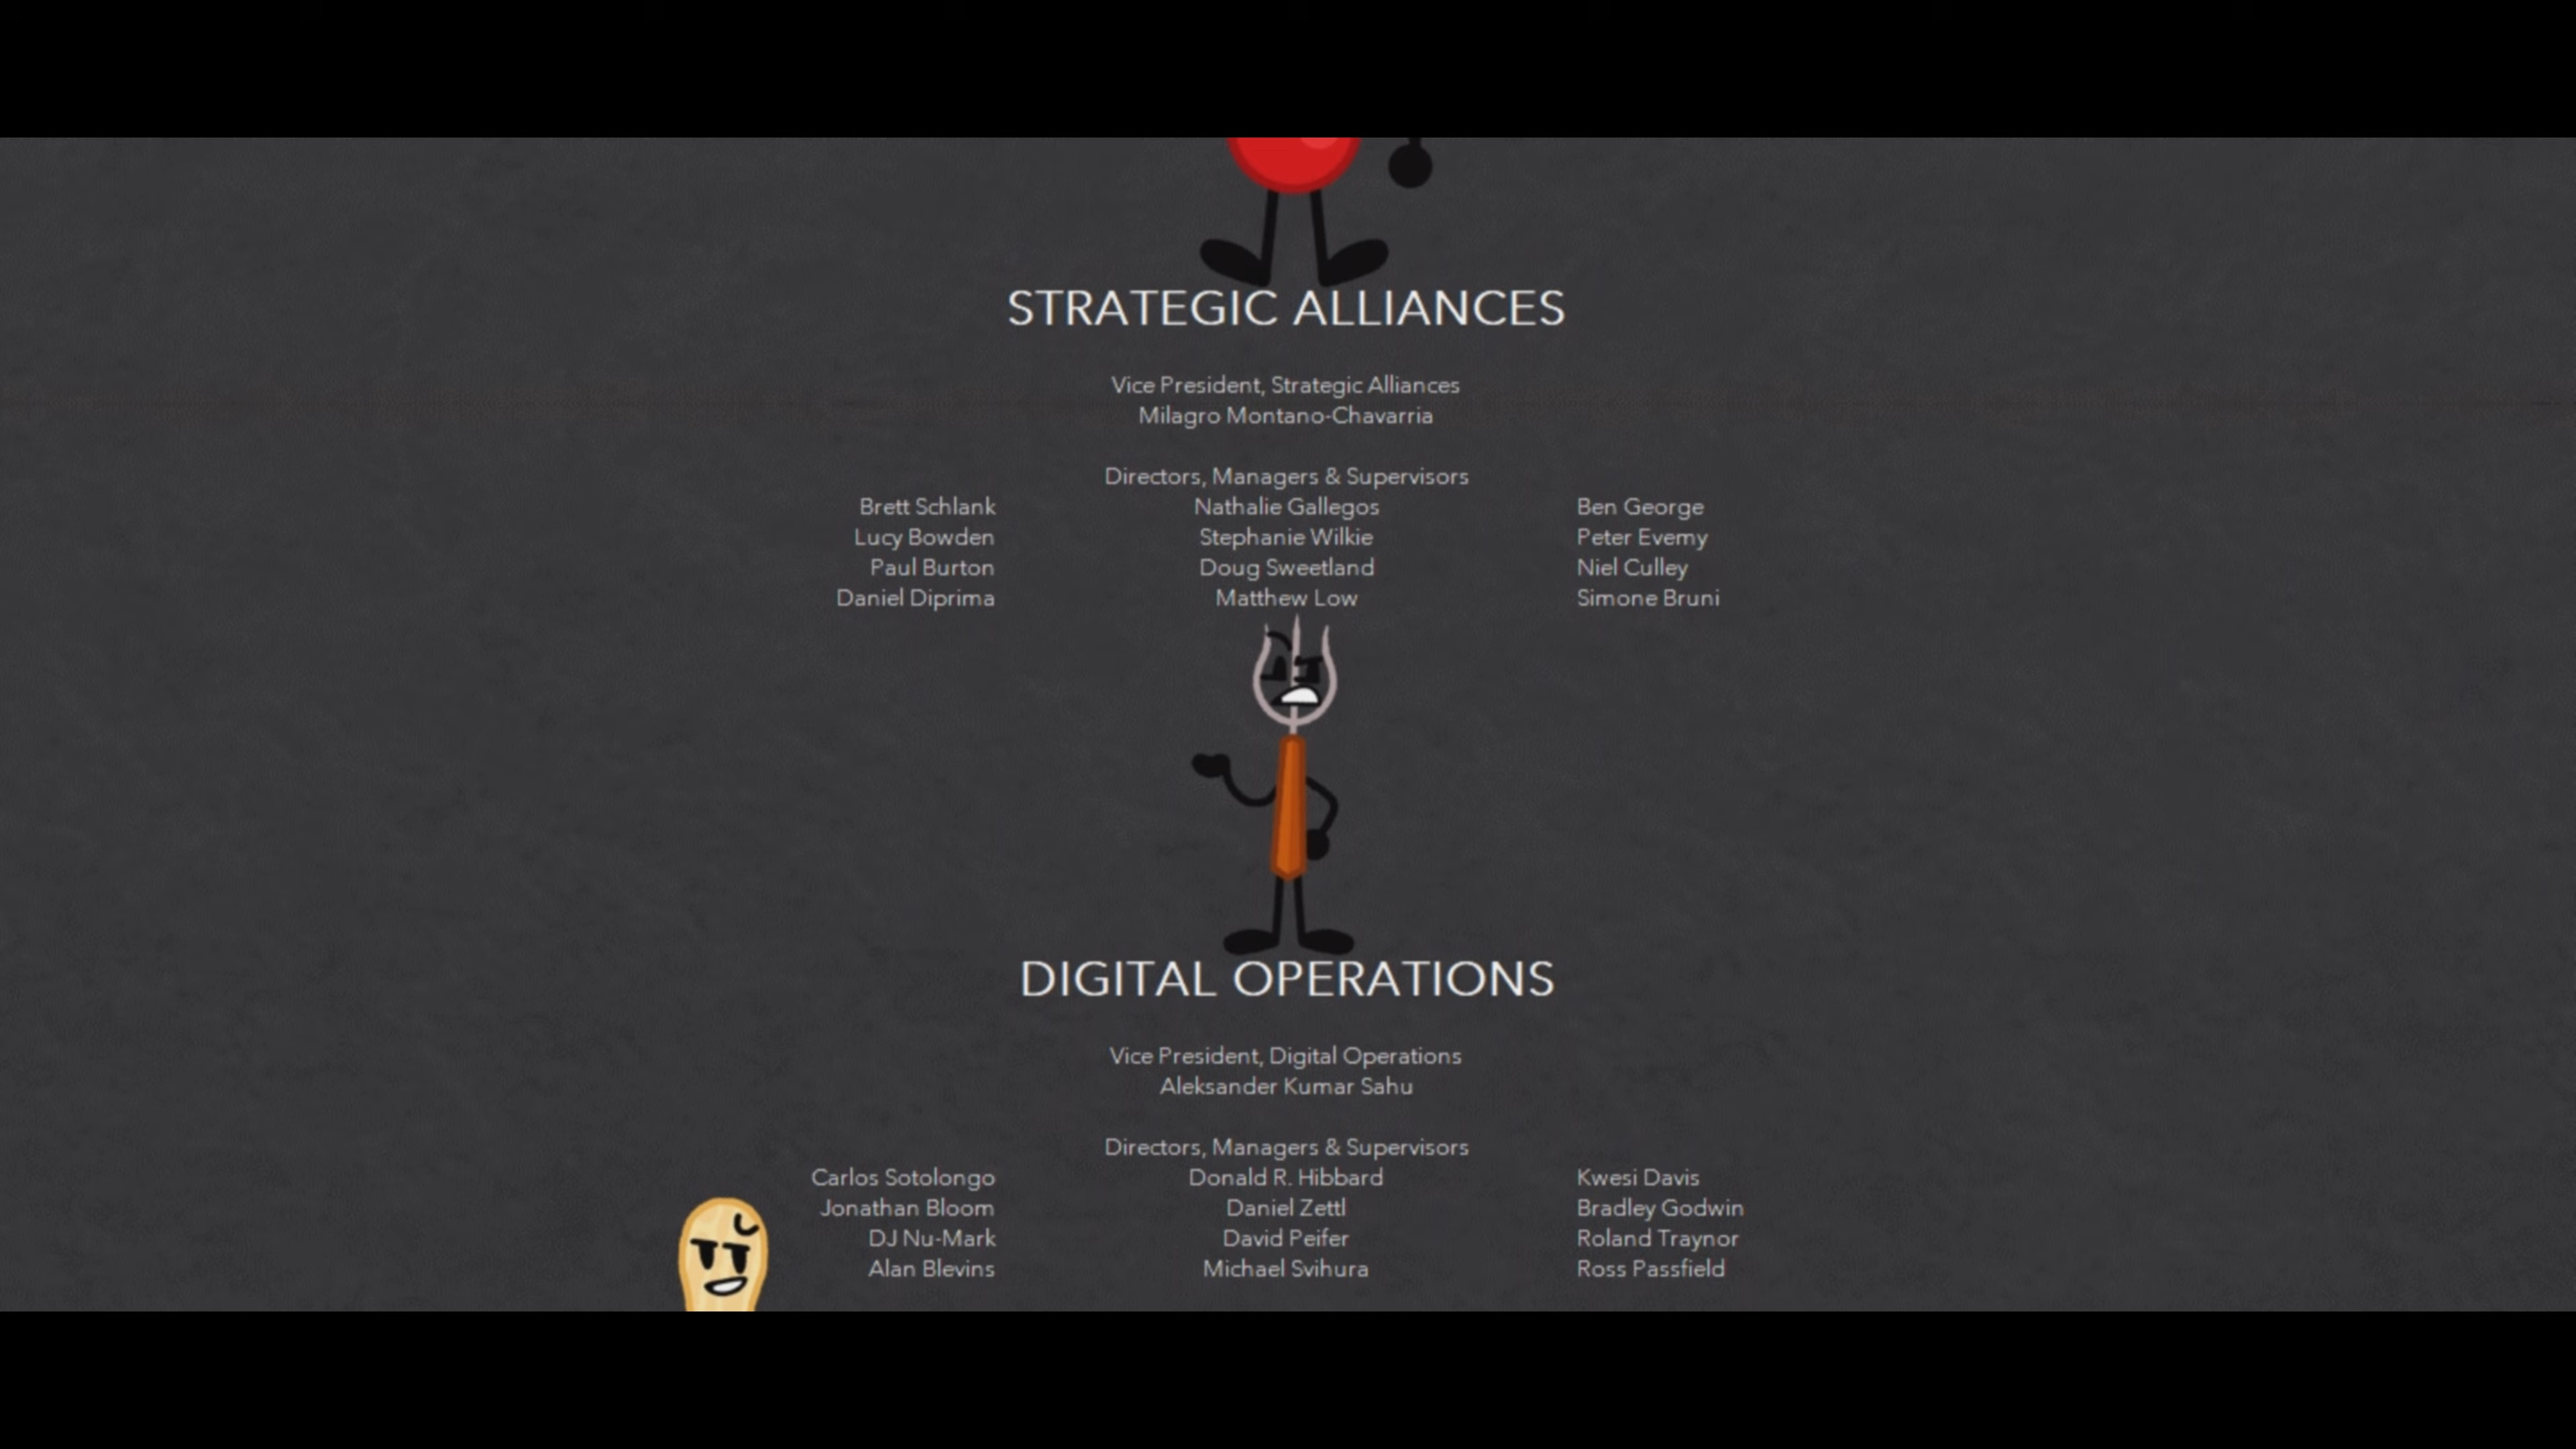 STRATEGIC ALLIANCES
Vice President, Strategic Alliances
Milagro Montano-Chavarria
Directors, Managers & Supervisors
Brett Schlank Nathalie Gallegos Ben George
Lucy Bowden Stephanie Wilkie Peter Evemy
Paul Burton Doug Sweetland Niel Culley
Daniel Diprima Matthew Low Simone Bruni
DIGITAL OPERATIONS
Vice President, Digital Operations
Aleksander Kumar Sahu
Directors, Managers & Supervisors
Carlos Sotolongo Donald R. Hibbard Kwesi Davis
Jonathan Bloom Daniel Zettl Bradley Godwin
DJ Nu-Mark David Peifer Roland Traynor
Alan Blevins Michael Svihura Ross Passfield